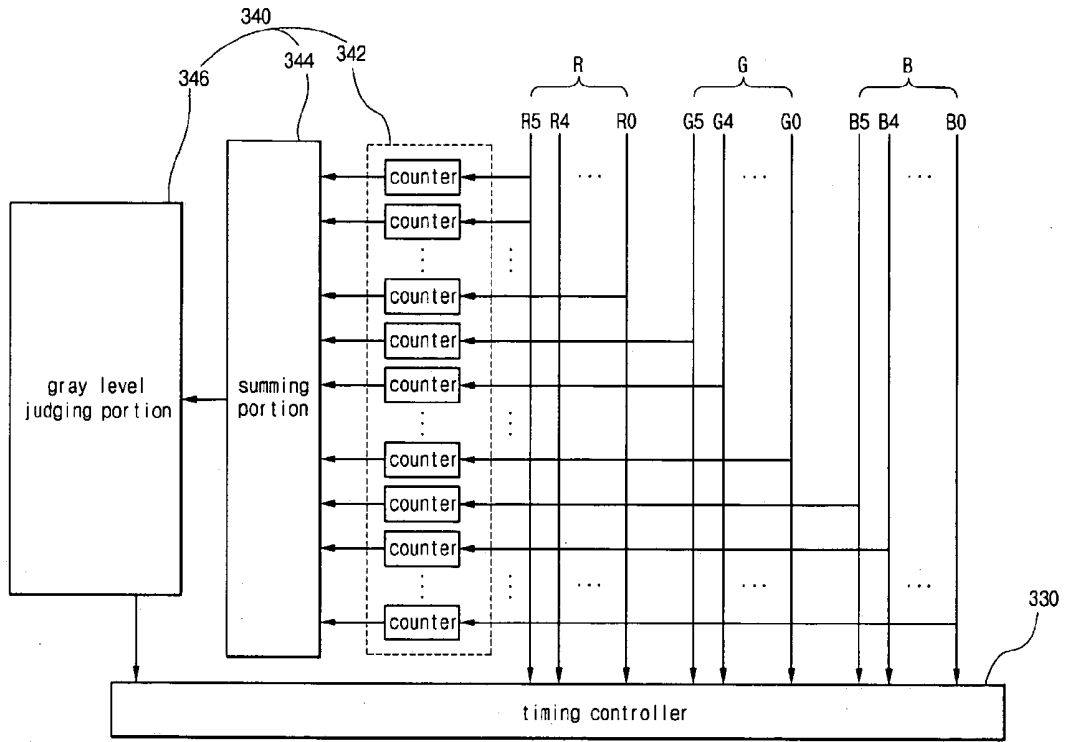 340
346
344
342
R
G
B
R5 R4 R0 G5 G4 G0 B5 B4 B0
counter
...
...
...
counter
counter
counter
counter
counter
counter
counter
...
...
...
counter
gray level
judging portion
summing
portion
330
timing controller